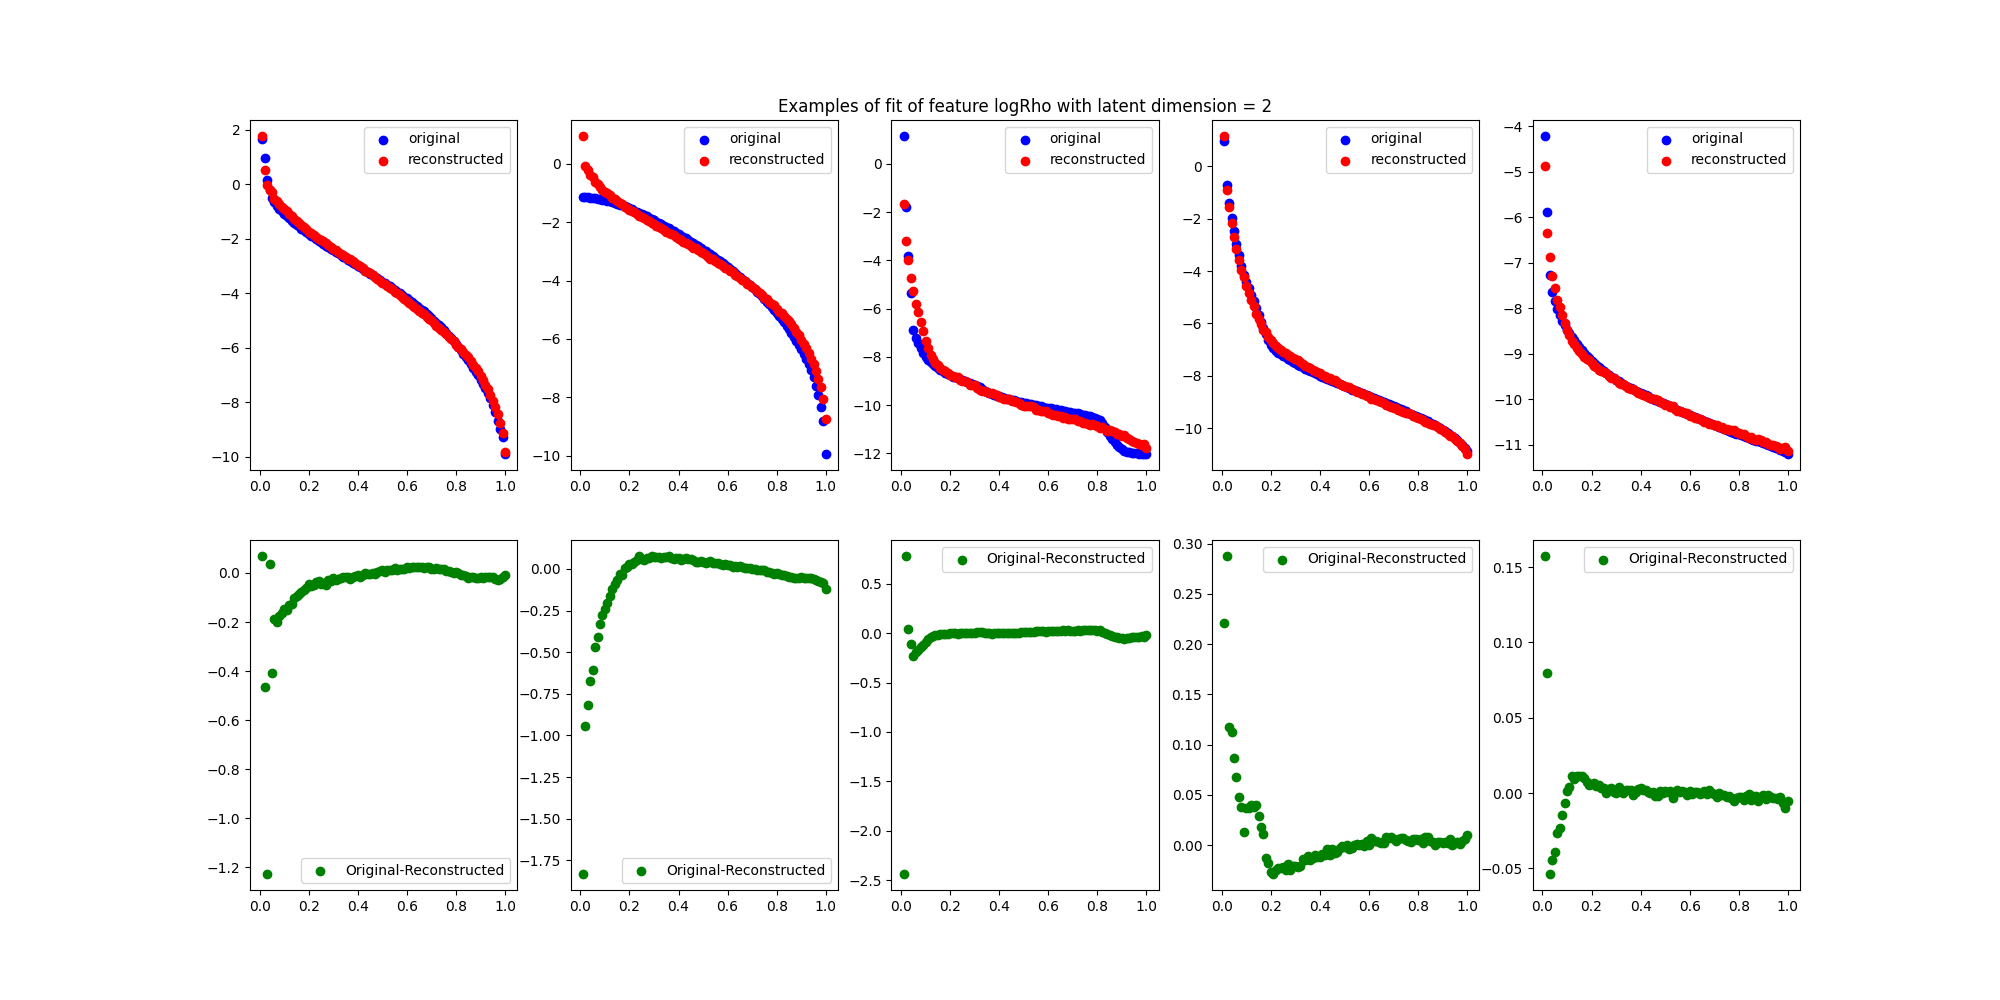 Examples of fit of feature logRho with latent dimension = 2
original
reconstructed
2
0
−2
−4
−6
−8
−10
0.0 0.2 0.4 0.6 0.8 1.0
original
reconstructed
0
−2
−4
−6
−8
−10
0.0 0.2 0.4 0.6 0.8 1.0
original
reconstructed
0
−2
−4
−6
−8
−10
−12
0.0 0.2 0.4 0.6 0.8 1.0
original
reconstructed
0
−2
−4
−6
−8
−10
0.0 0.2 0.4 0.6 0.8 1.0
original
reconstructed
−4
−5
−6
−7
−8
−9
−10
−11
0.0 0.2 0.4 0.6 0.8 1.0
0.0
−0.2
−0.4
−0.6
−0.8
−1.0
−1.2
Original-Reconstructed
0.0 0.2 0.4 0.6 0.8 1.0
0.00
−0.25
−0.50
−0.75
−1.00
−1.25
−1.50
−1.75
Original-Reconstructed
0.0 0.2 0.4 0.6 0.8 1.0
Original-Reconstructed
0.5
0.0
−0.5
−1.0
−1.5
−2.0
−2.5
0.0 0.2 0.4 0.6 0.8 1.0
Original-Reconstructed
0.30
0.25
0.20
0.15
0.10
0.05
0.00
0.0 0.2 0.4 0.6 0.8 1.0
Original-Reconstructed
0.15
0.10
0.05
0.00
−0.05
0.0 0.2 0.4 0.6 0.8 1.0